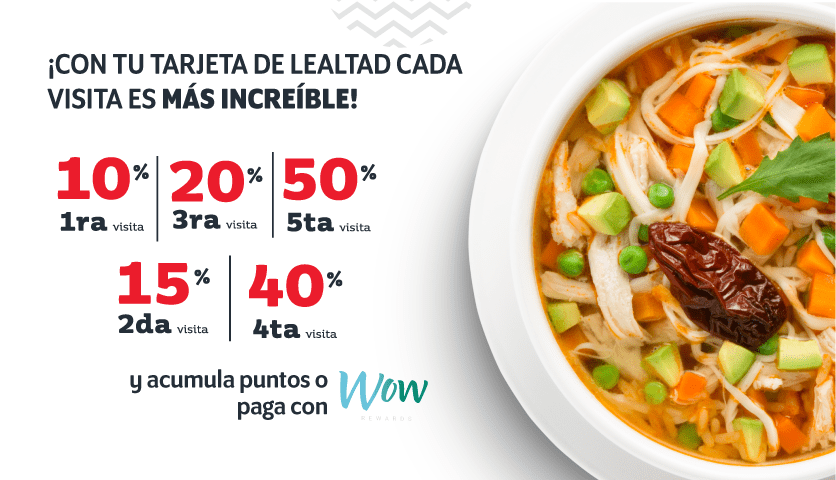 ¡CON TU TARJETA DE LEALTAD CADA
VISITA ES MÁS INCREÍBLE!
10% 20% 50%
1ra visita 3ra visita 5ta visita
15% 40%
2da visita 4ta visita
y acumula puntos o
paga con
Wow
REWARDS